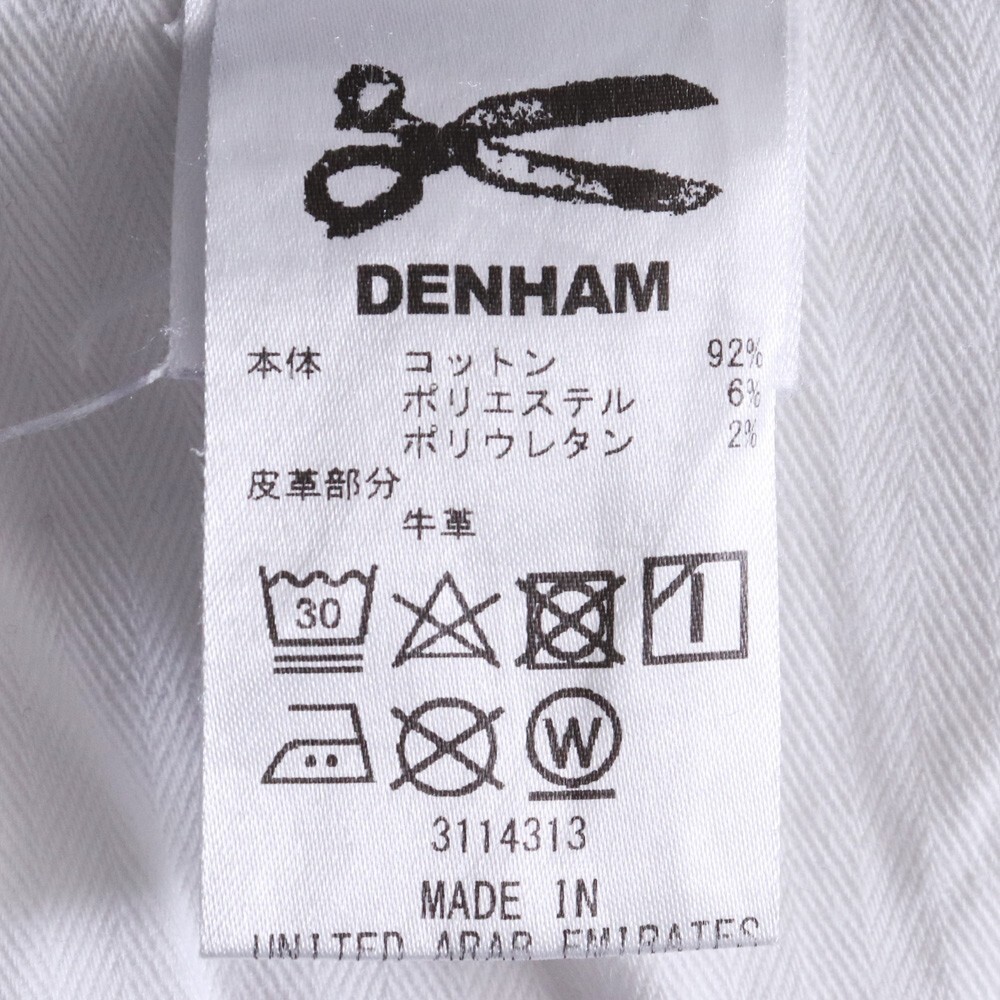 DENHAM
本体 コットン 92%
ポリエステル 6%
ポリウレタン 2%
皮革部分
牛革
30
W
3114313
MADE IN
UNITED ARAB EMIRATES